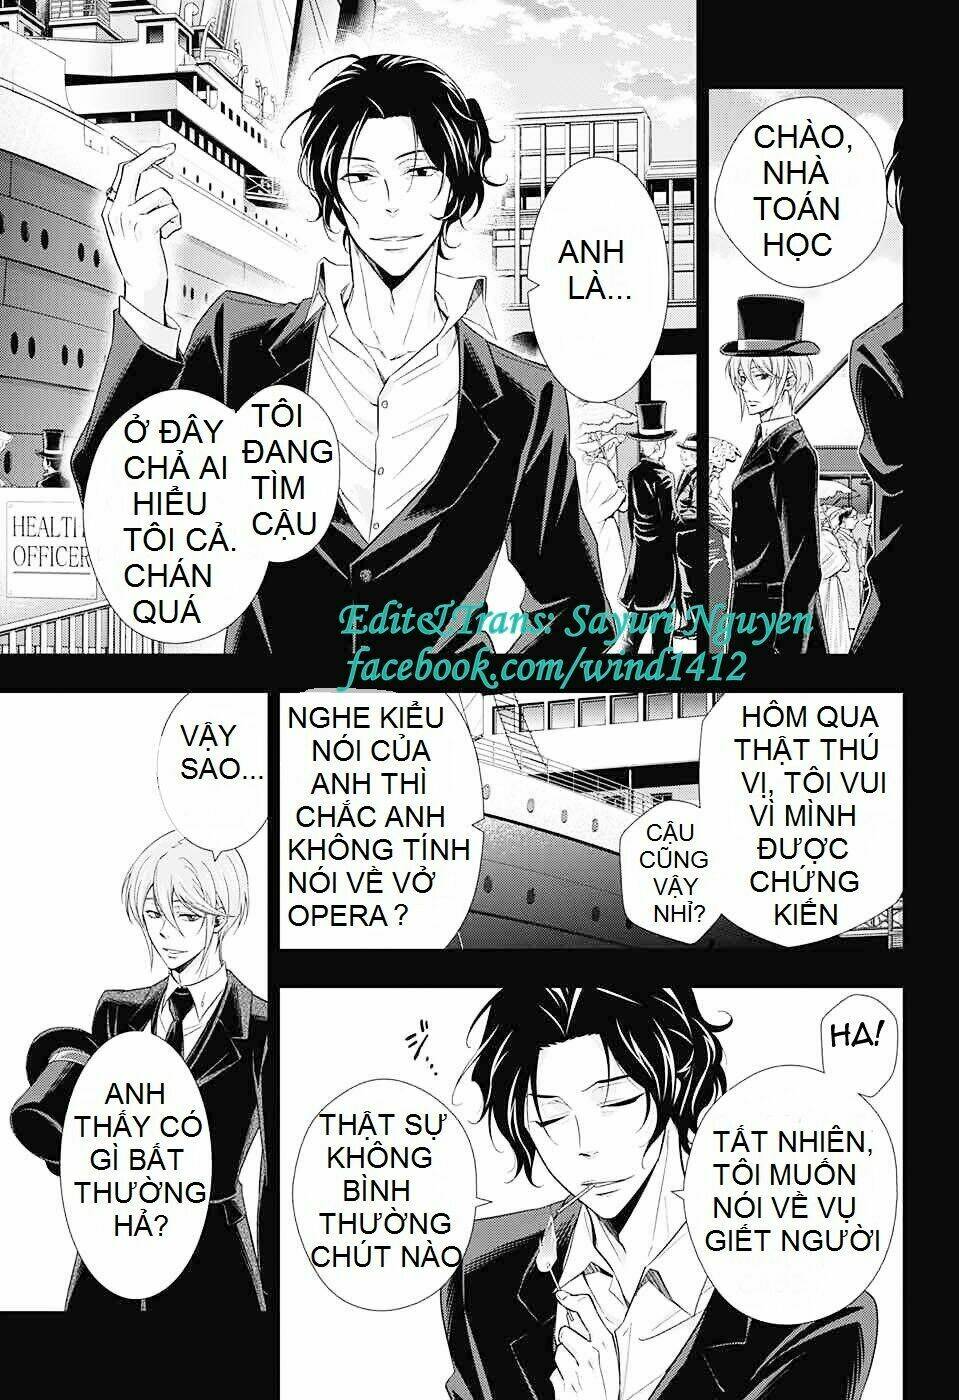 CHÀO,
NHÀ
TOÁN
HỌC
ANH
LÀ...
TÔI
ĐANG
TÌM
CẬU
Ở ĐÂY
CHẢ AI
HIỂU
TÔI CẢ.
CHÁN
QUÁ
HEALTH
OFFICER
Edit&Trans: Sayuri Nguyen
facebook.com/wind1412
HÔM QUA
THẬT THÚ
VỊ, TÔI VUI
VÌ MÌNH
ĐƯỢC
CHỨNG
KIẾN
CẬU
CŨNG
VẬY
NHỈ?
NGHE KIỂU
NÓI CỦA
ANH THÌ
CHẮC ANH
KHÔNG TÍNH
NÓI VỀ VỞ
OPERA ?
VẬY
SAO...
ANH
THẤY CÓ
GÌ BẤT
THƯỜNG
HẢ?
HA!
TẤT NHIÊN,
TÔI MUỐN
NÓI VỀ VỤ
GIẾT NGƯỜI
THẬT SỰ
KHÔNG
BÌNH
THƯỜNG
CHÚT NÀO